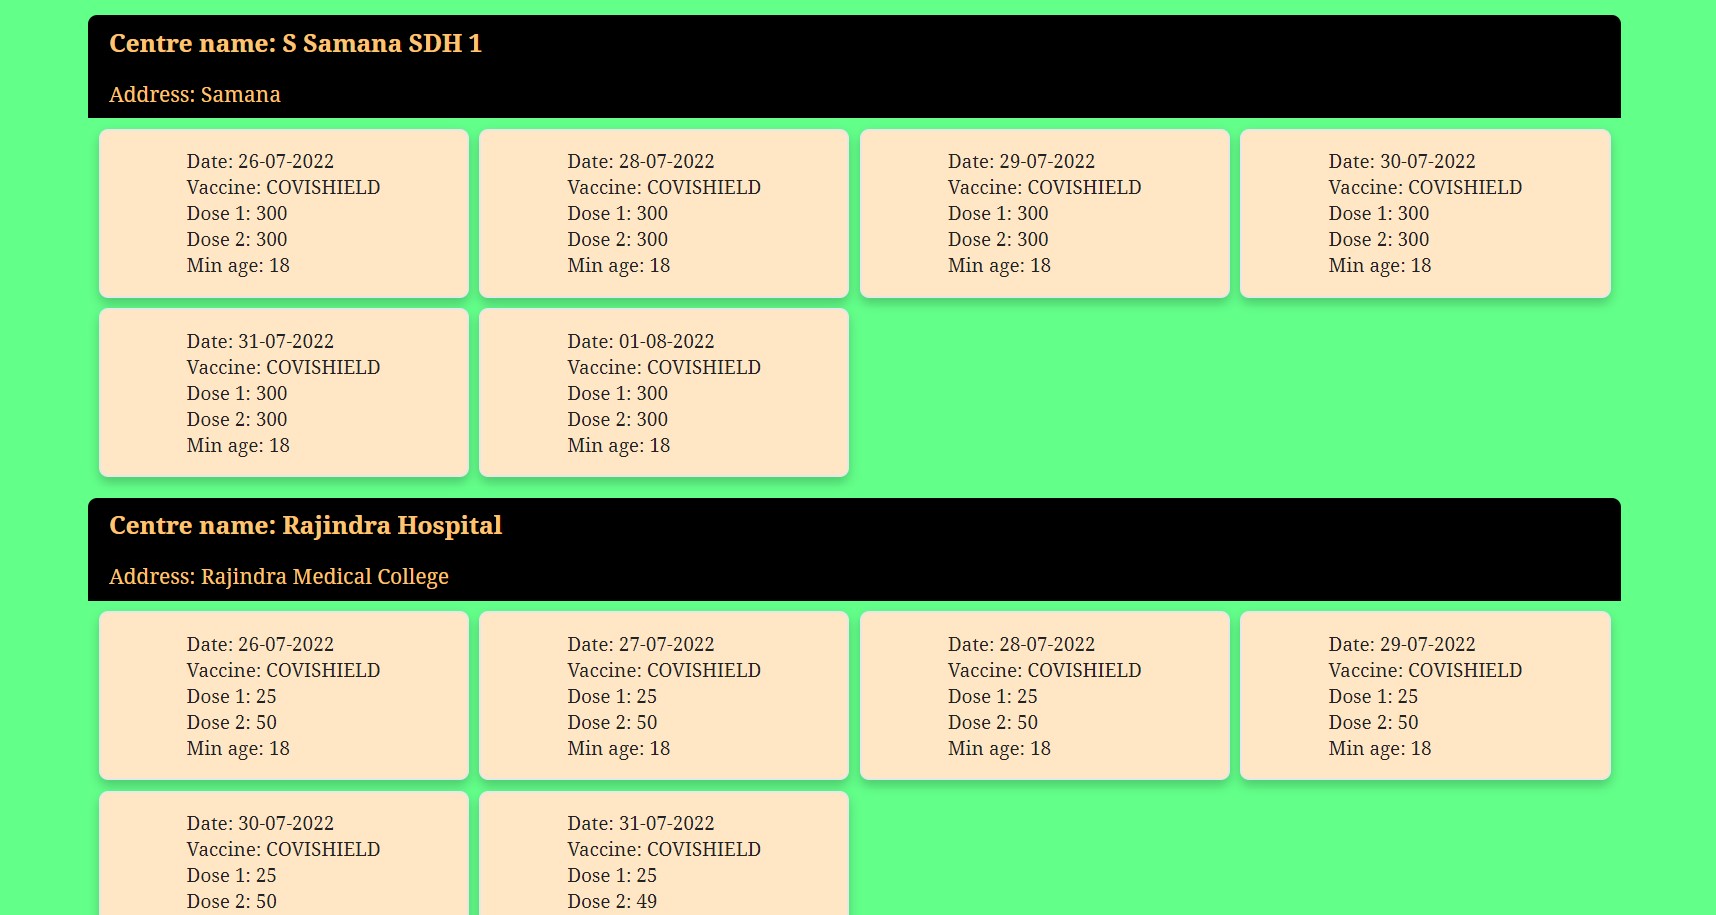 Centre name: S Samana SDH 1
Address: Samana
Date: 26-07-2022
Vaccine: COVISHIELD
Dose 1: 300
Dose 2: 300
Min age: 18
Date: 28-07-2022
Vaccine: COVISHIELD
Dose 1: 300
Dose 2: 300
Min age: 18
Date: 29-07-2022
Vaccine: COVISHIELD
Dose 1: 300
Dose 2: 300
Min age: 18
Date: 30-07-2022
Vaccine: COVISHIELD
Dose 1: 300
Dose 2: 300
Min age: 18
Date: 31-07-2022
Vaccine: COVISHIELD
Dose 1: 300
Dose 2: 300
Min age: 18
Date: 01-08-2022
Vaccine: COVISHIELD
Dose 1: 300
Dose 2: 300
Min age: 18
Centre name: Rajindra Hospital
Address: Rajindra Medical College
Date: 26-07-2022
Vaccine: COVISHIELD
Dose 1: 25
Dose 2: 50
Min age: 18
Date: 27-07-2022
Vaccine: COVISHIELD
Dose 1: 25
Dose 2: 50
Min age: 18
Date: 28-07-2022
Vaccine: COVISHIELD
Dose 1: 25
Dose 2: 50
Min age: 18
Date: 29-07-2022
Vaccine: COVISHIELD
Dose 1: 25
Dose 2: 50
Min age: 18
Date: 30-07-2022
Vaccine: COVISHIELD
Dose 1: 25
Dose 2: 50
Date: 31-07-2022
Vaccine: COVISHIELD
Dose 1: 25
Dose 2: 49